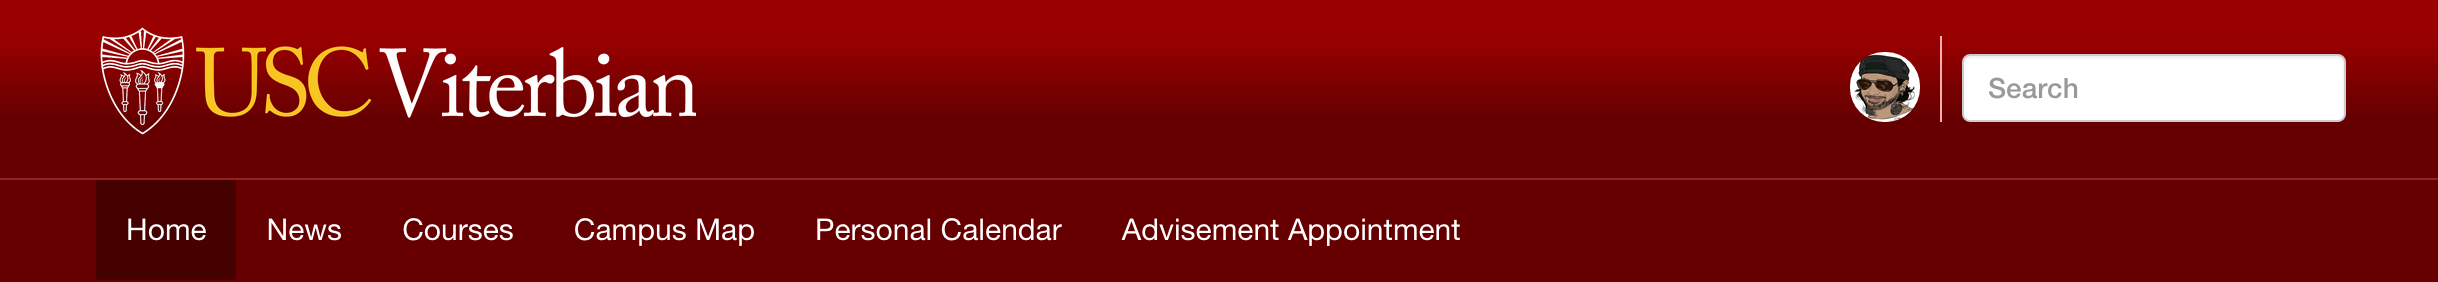 USC Viterbian
Search
Home News Courses Campus Map Personal Calendar Advisement Appointment